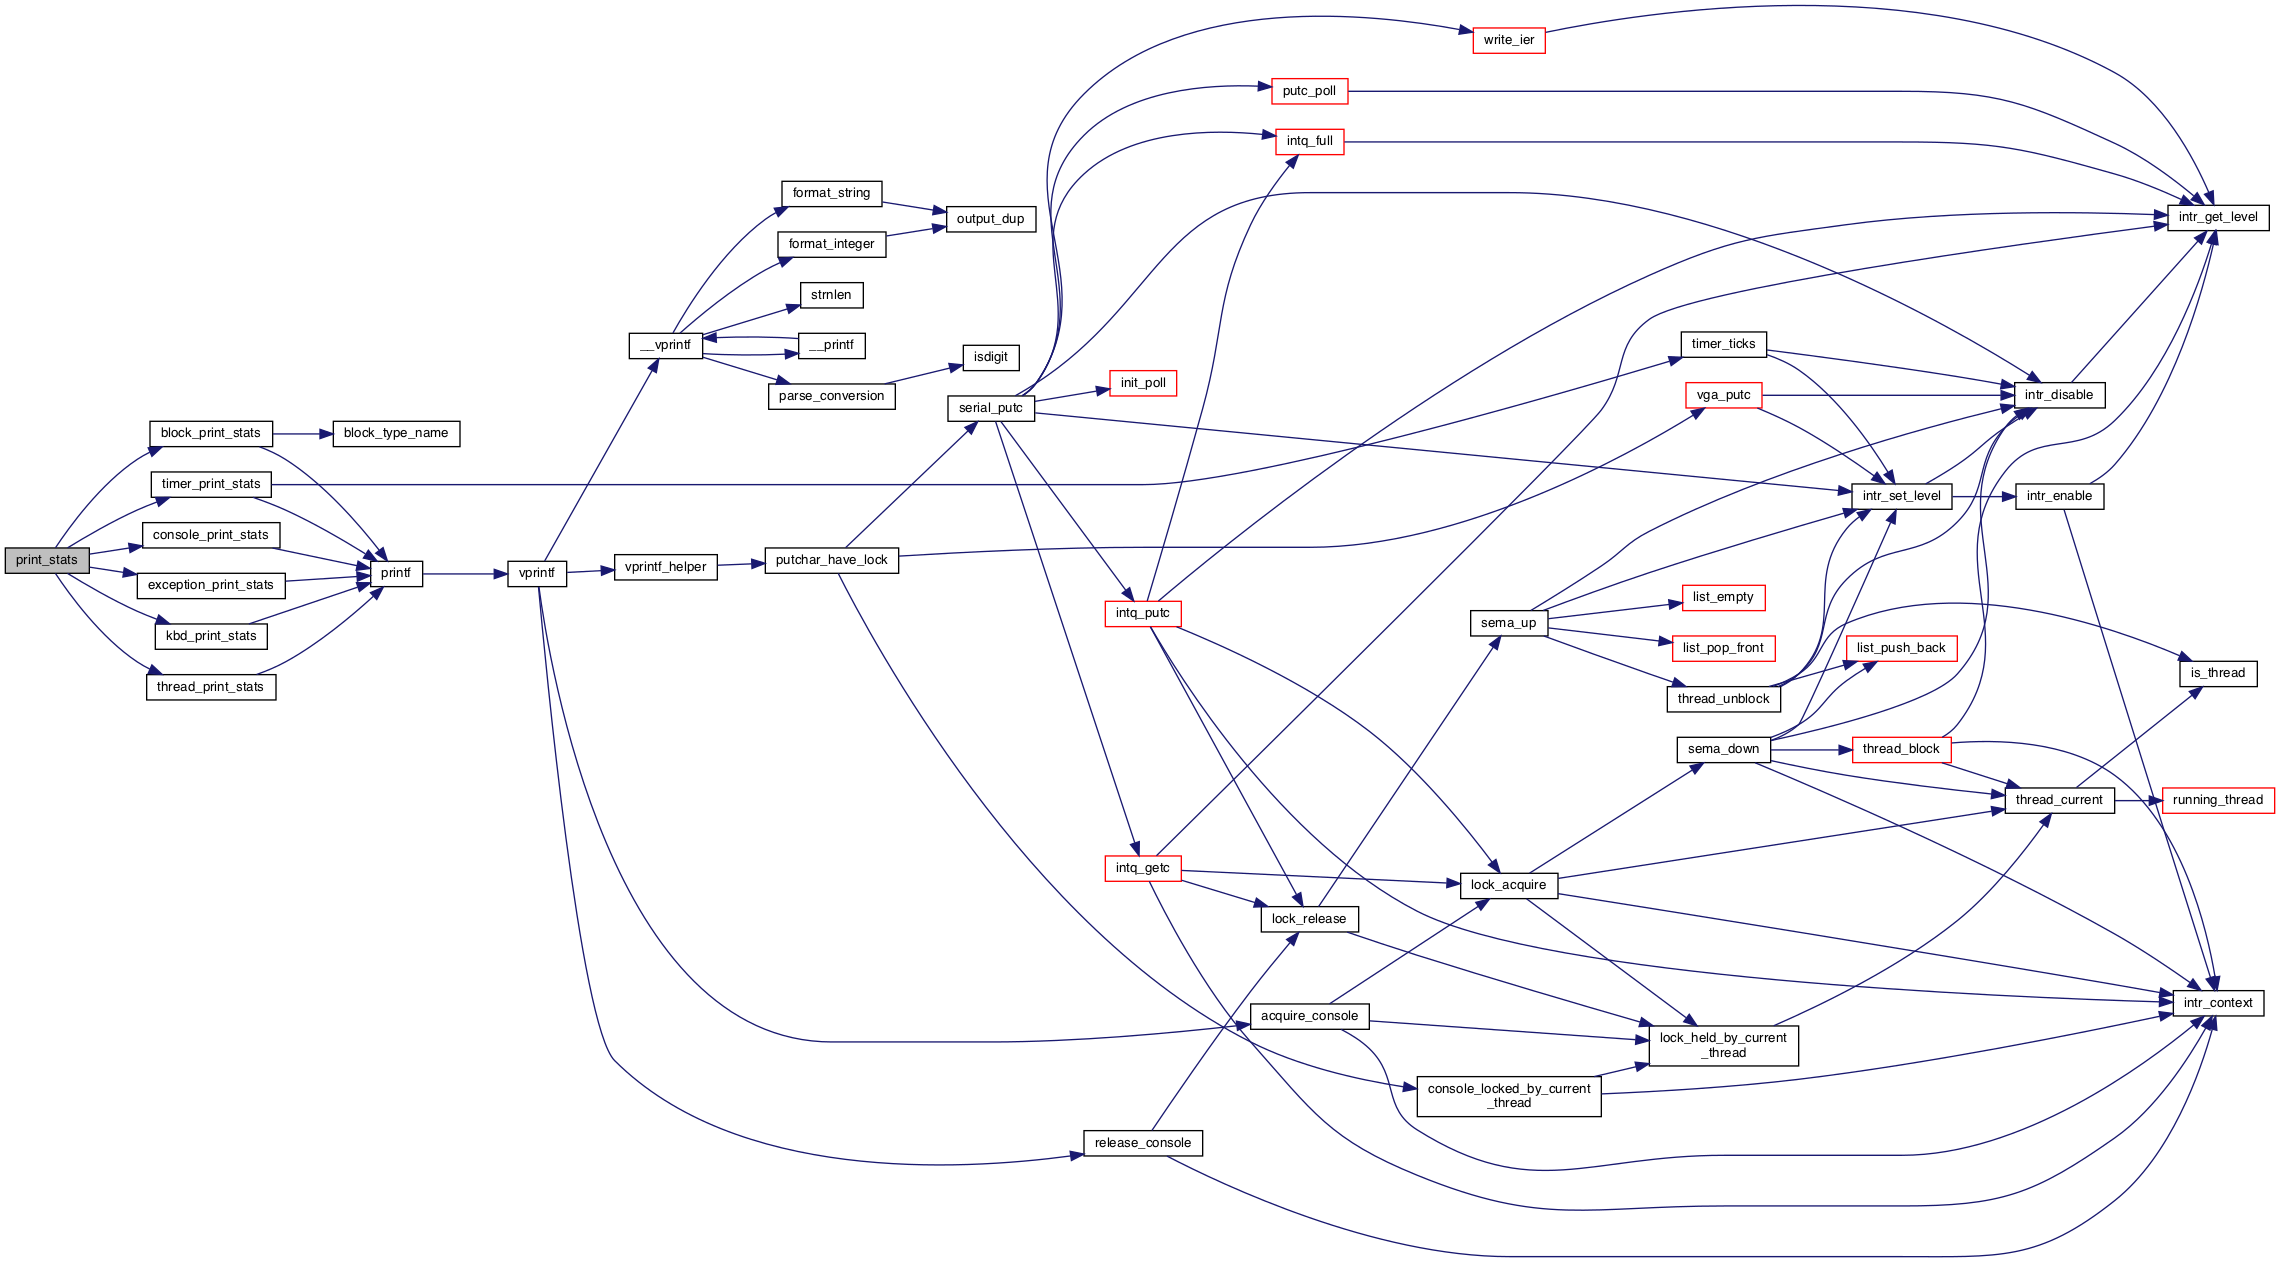 write_ier
putc_poll
intq_full
format_string
output_dup
intr_get_level
format_integer
strnlen
__vprintf
__printf
timer_ticks
isdigit
init_poll
parse_conversion
serial_putc
vga_putc
intr_disable
block_print_stats
block_type_name
timer_print_stats
intr_set_level
intr_enable
console_print_stats
print_stats
printf
vprintf
vprintf_helper
putchar_have_lock
exception_print_stats
list_empty
intq_putc
sema_up
kbd_print_stats
list_pop_front
list_push_back
is_thread
thread_print_stats
thread_unblock
sema_down
thread_block
thread_current
running_thread
intq_getc
lock_acquire
lock_release
intr_context
acquire_console
lock_held_by_current
_thread
console_locked_by_current
_thread
release_console